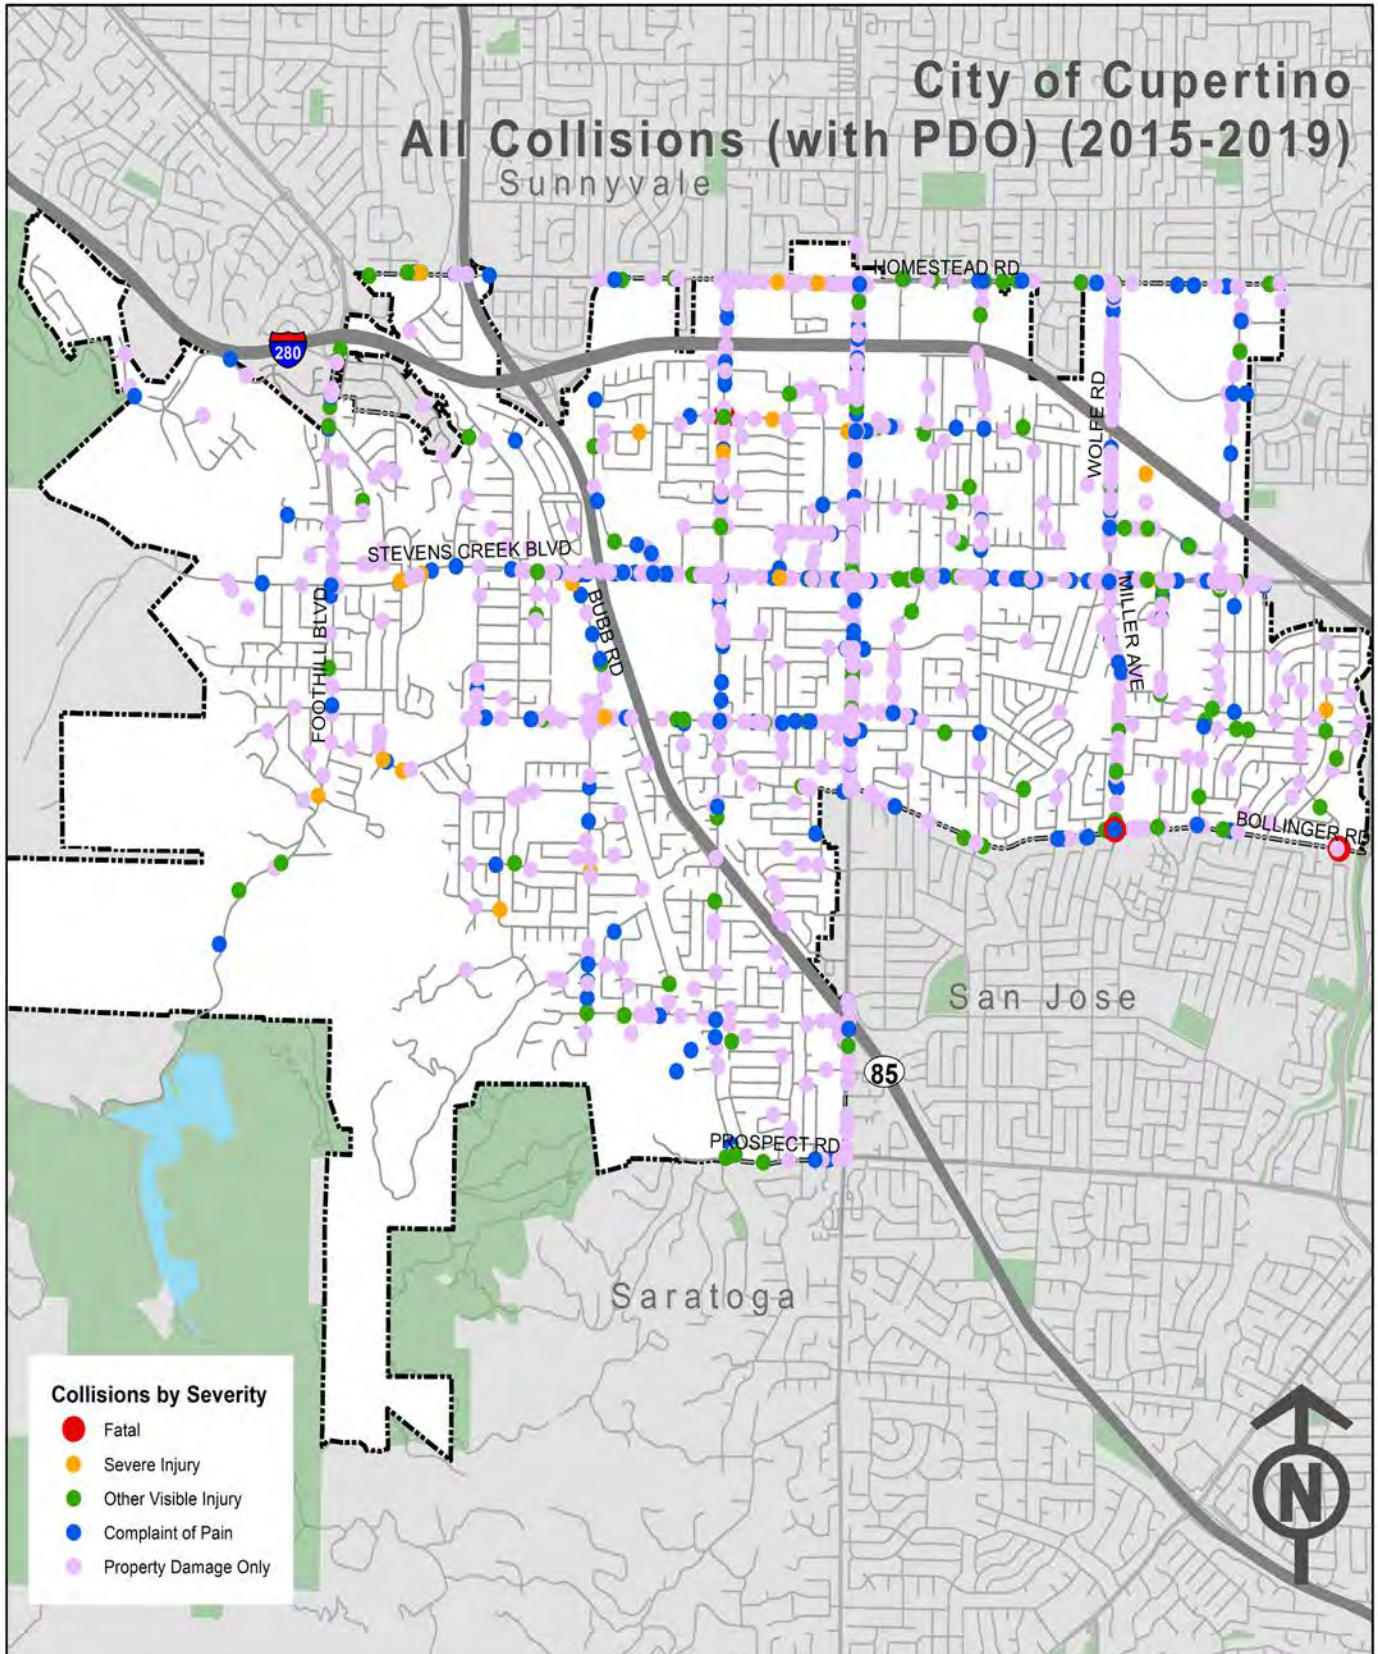 City of Cupertino
All Collisions (with PDO) (2015-2019)
Sunnyvale
HOMESTEAD RD
280
WOLFE RD
STEVENS CREEK BLVD
FOOTHILL BLVD
BUBB RD
MILLER AVE
BOLLINGER RD
San Jose
85
PROSPECT RD
Saratoga
Collisions by Severity
Fatal
Severe Injury
Other Visible Injury
Complaint of Pain
Property Damage Only
N